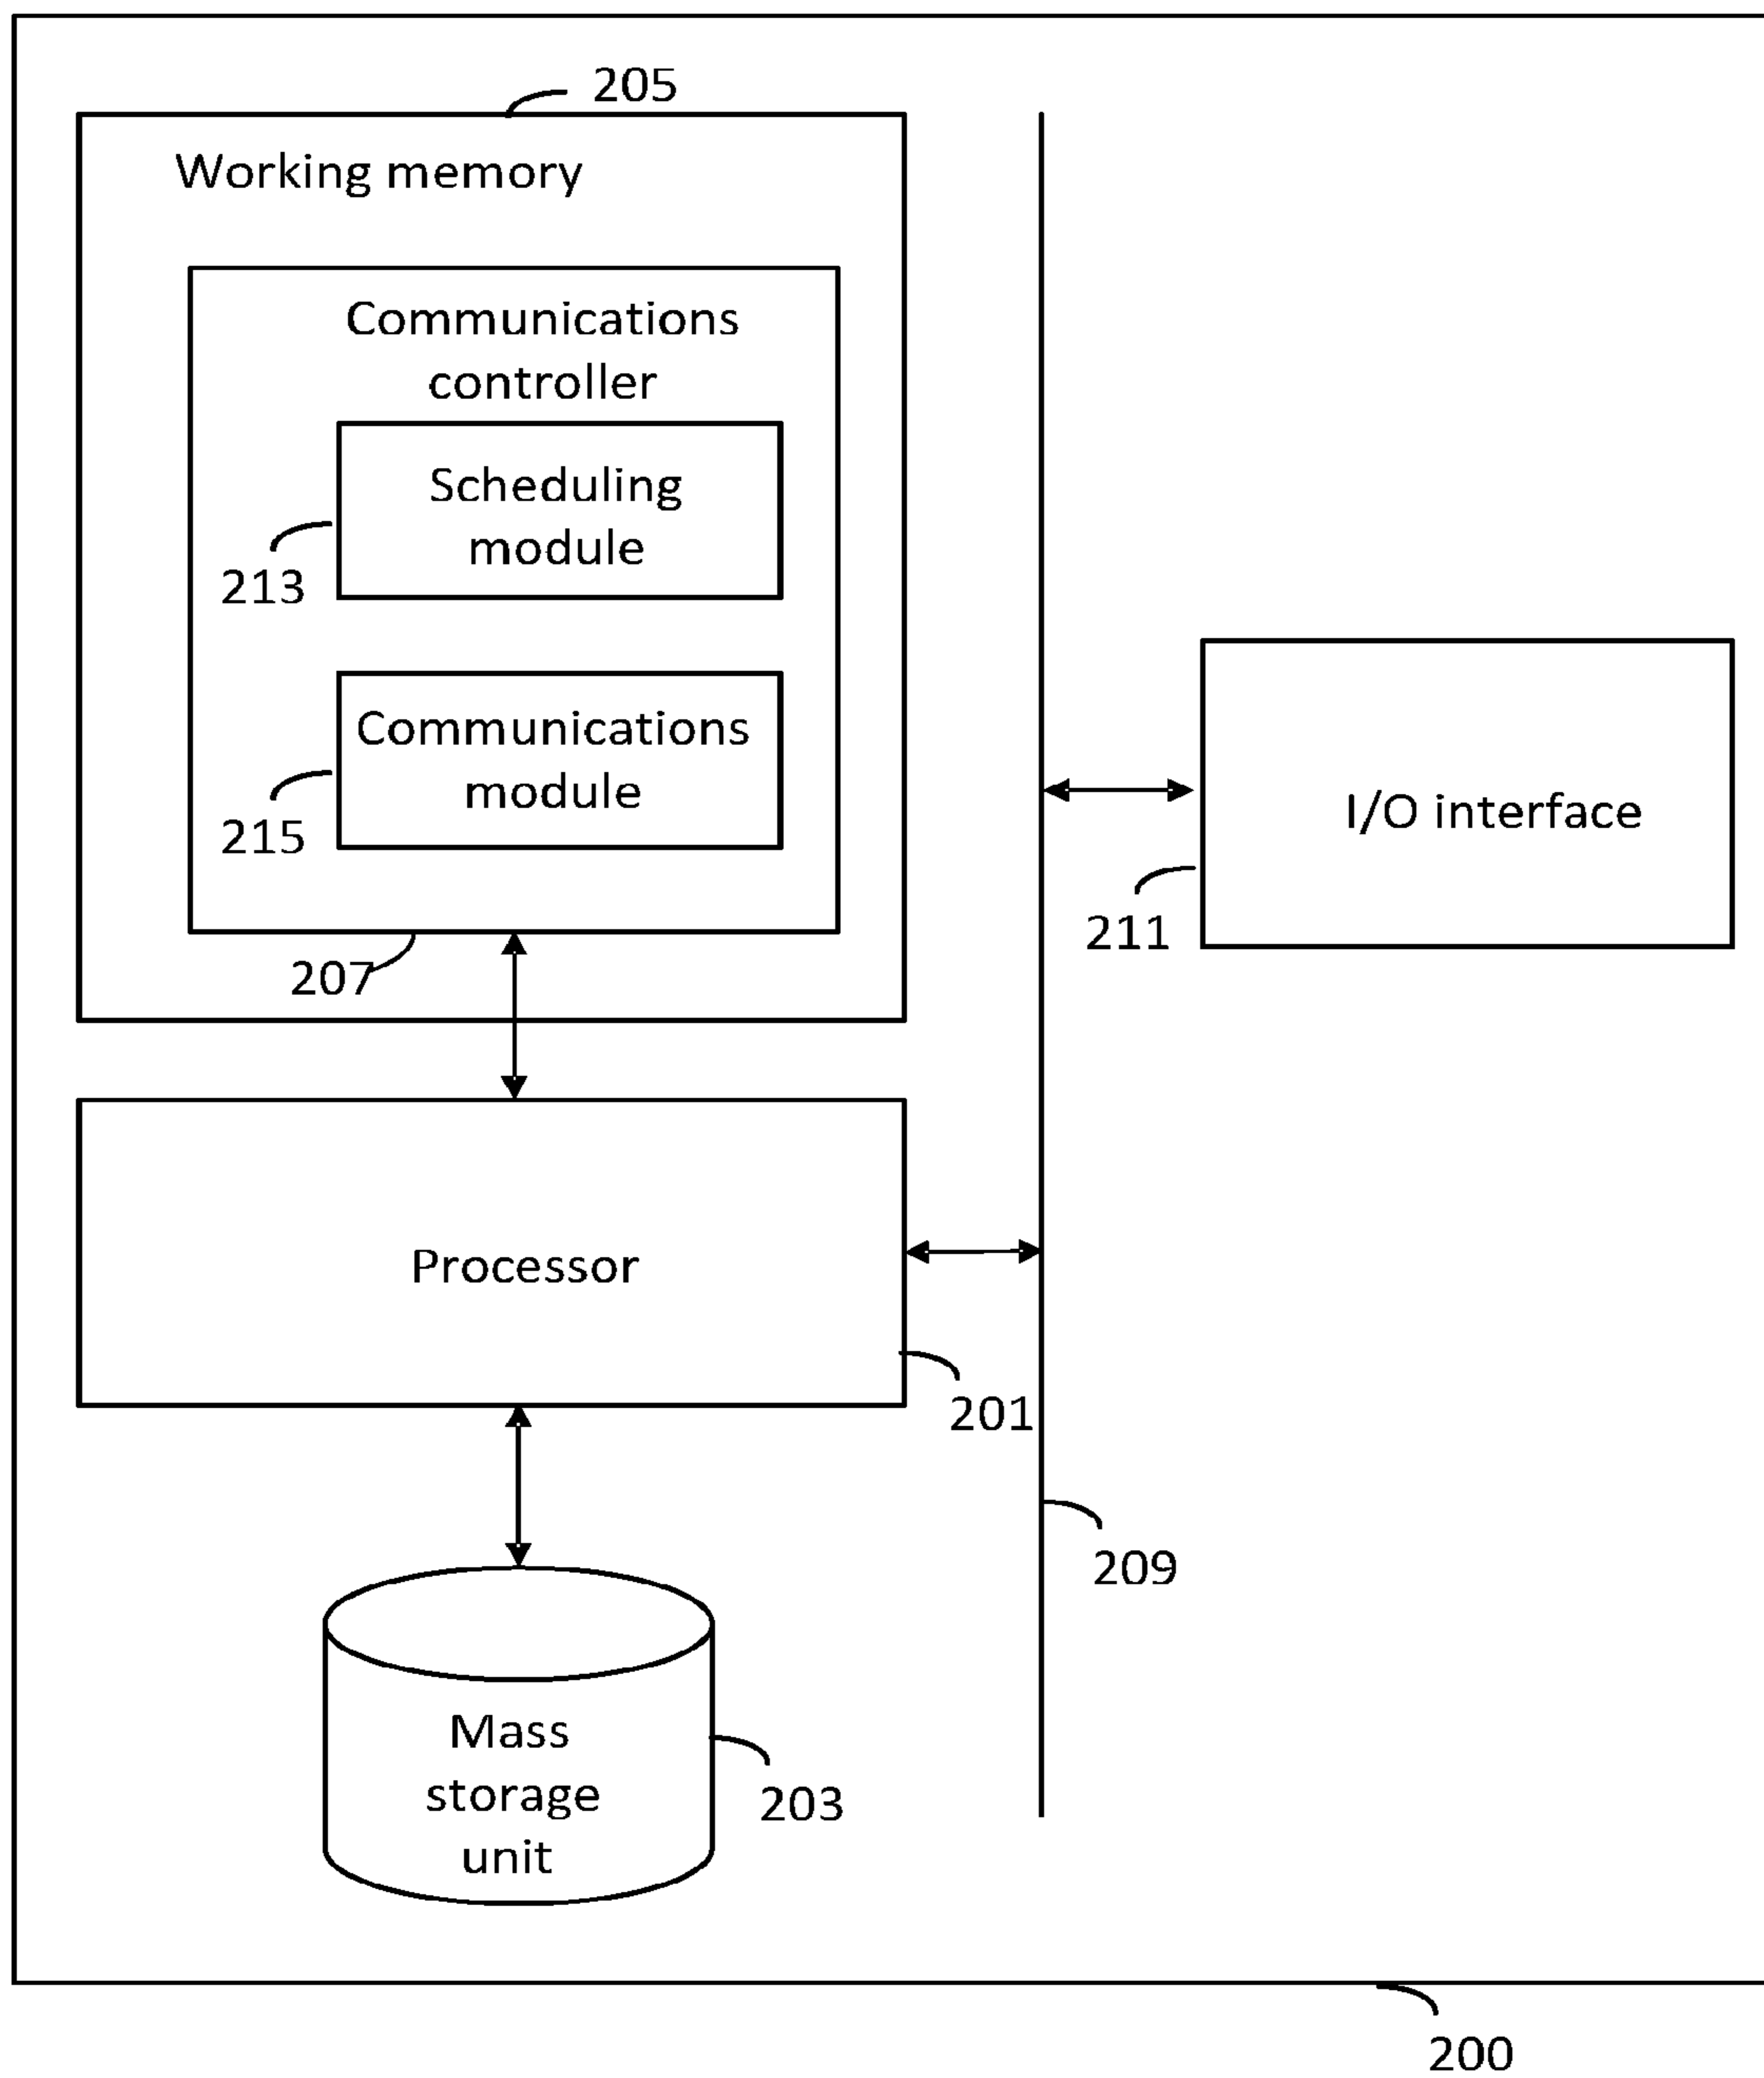 205
Working memory
Communications
controller
Scheduling
module
213
Communications
module
215
207
I/O interface
211
Processor
201
209
Mass
storage
unit
203
200